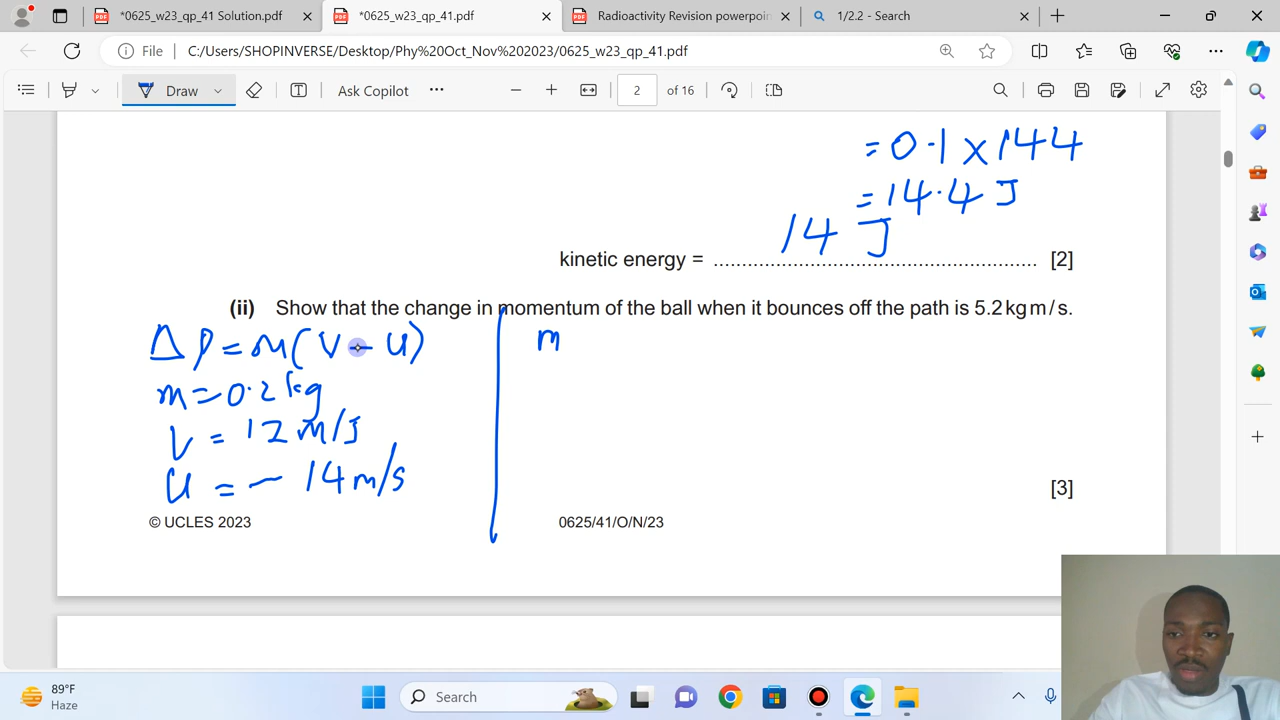 *0625_w23_qp_41 Solution.pdf
*0625_w23_qp_41.pdf
Radioactivity Revision powerpoin
1/2.2 - Search
File
C:/Users/SHOPINVERSE/Desktop/Phy%20Oct_Nov%202023/0625_w23_qp_41.pdf
Draw
Ask Copilot
2
of 16
= 0.1 × 144
= 14.4 J
14 J
kinetic energy = ........................................................ [2]
(ii) Show that the change in momentum of the ball when it bounces off the path is 5.2 kg m / s.
Δp = m(v - u)
m
m = 0.2 kg
v = 12 m/s
u = - 14 m/s
[3]
© UCLES 2023
0625/41/O/N/23
89°F
Haze
Search